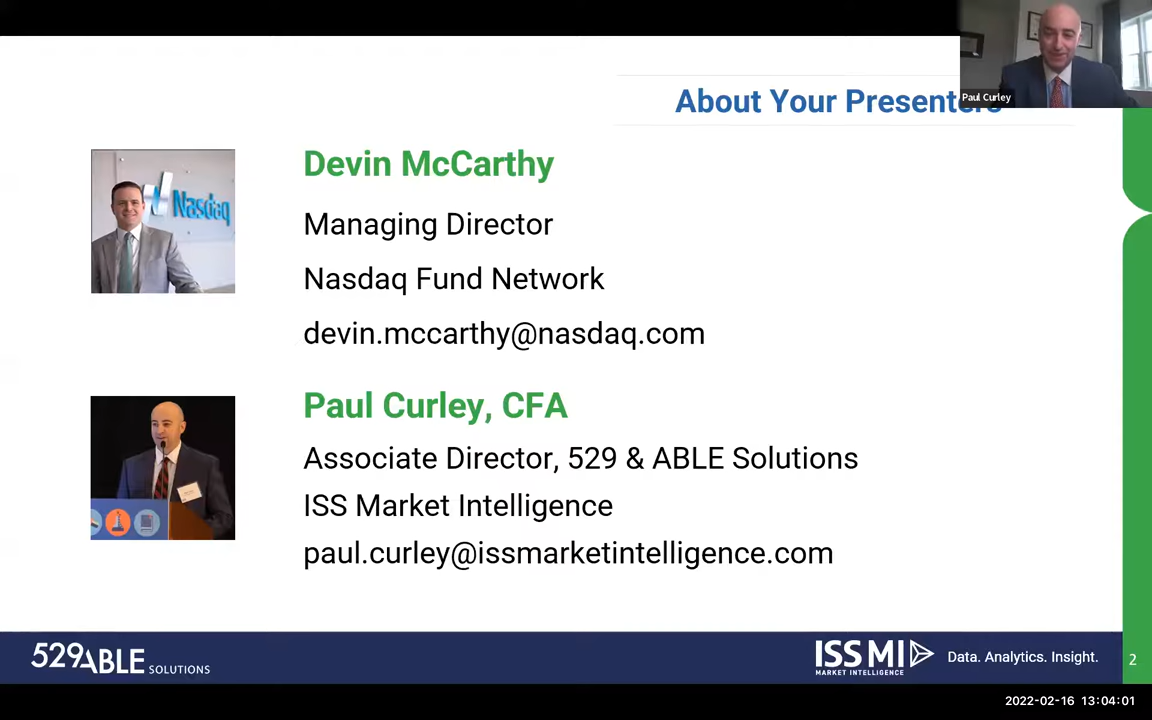 About Your Presenters
Paul Curley
Nasdaq
Devin McCarthy
Managing Director
Nasdaq Fund Network
devin.mccarthy@nasdaq.com
Paul Curley, CFA
Associate Director, 529 & ABLE Solutions
ISS Market Intelligence
paul.curley@issmarketintelligence.com
529ABLE SOLUTIONS
ISS MI
MARKET INTELLIGENCE
Data. Analytics. Insight.
2
2022-02-16 13:04:01